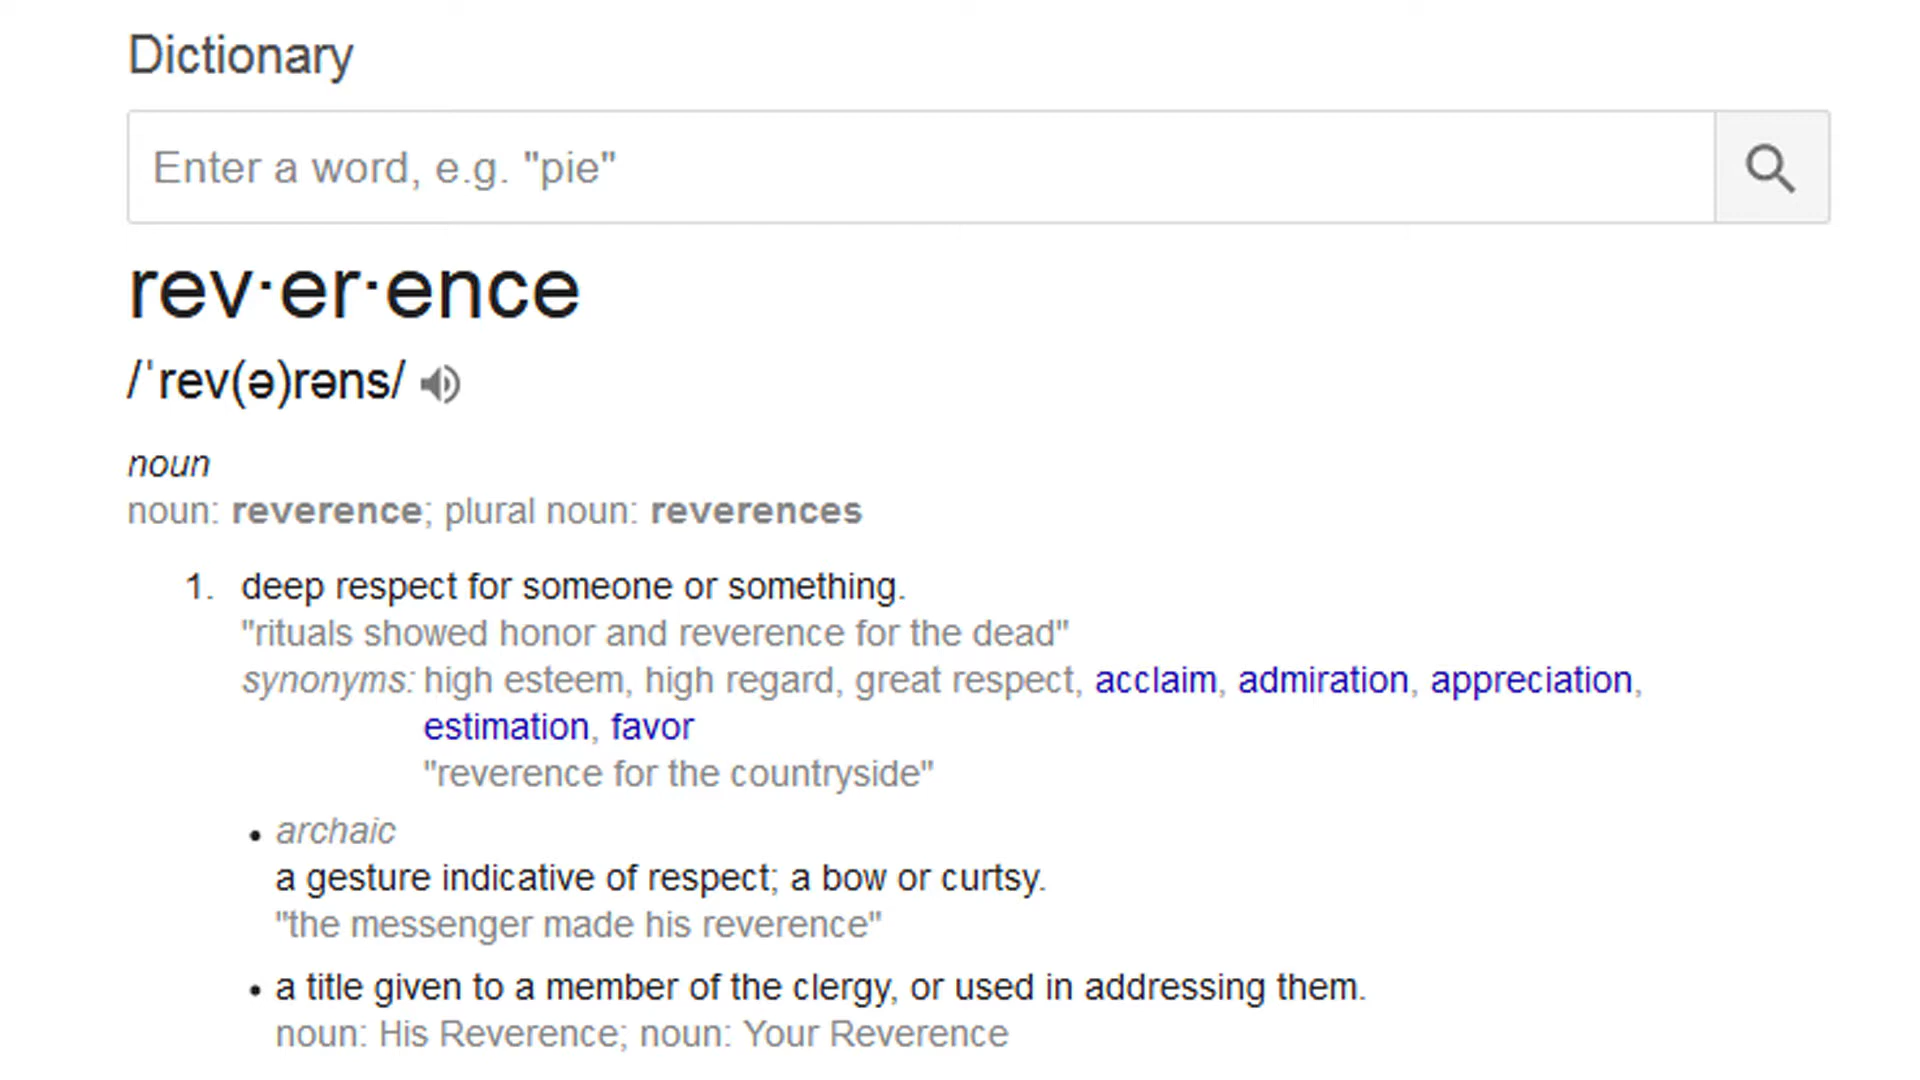 Dictionary
Enter a word, e.g. "pie"
rev·er·ence
/ˈrev(ə)rəns/
noun
noun: reverence; plural noun: reverences
1. deep respect for someone or something.
"rituals showed honor and reverence for the dead"
synonyms: high esteem, high regard, great respect, acclaim, admiration, appreciation,
estimation, favor
"reverence for the countryside"
• archaic
a gesture indicative of respect; a bow or curtsy.
"the messenger made his reverence"
• a title given to a member of the clergy, or used in addressing them.
noun: His Reverence; noun: Your Reverence